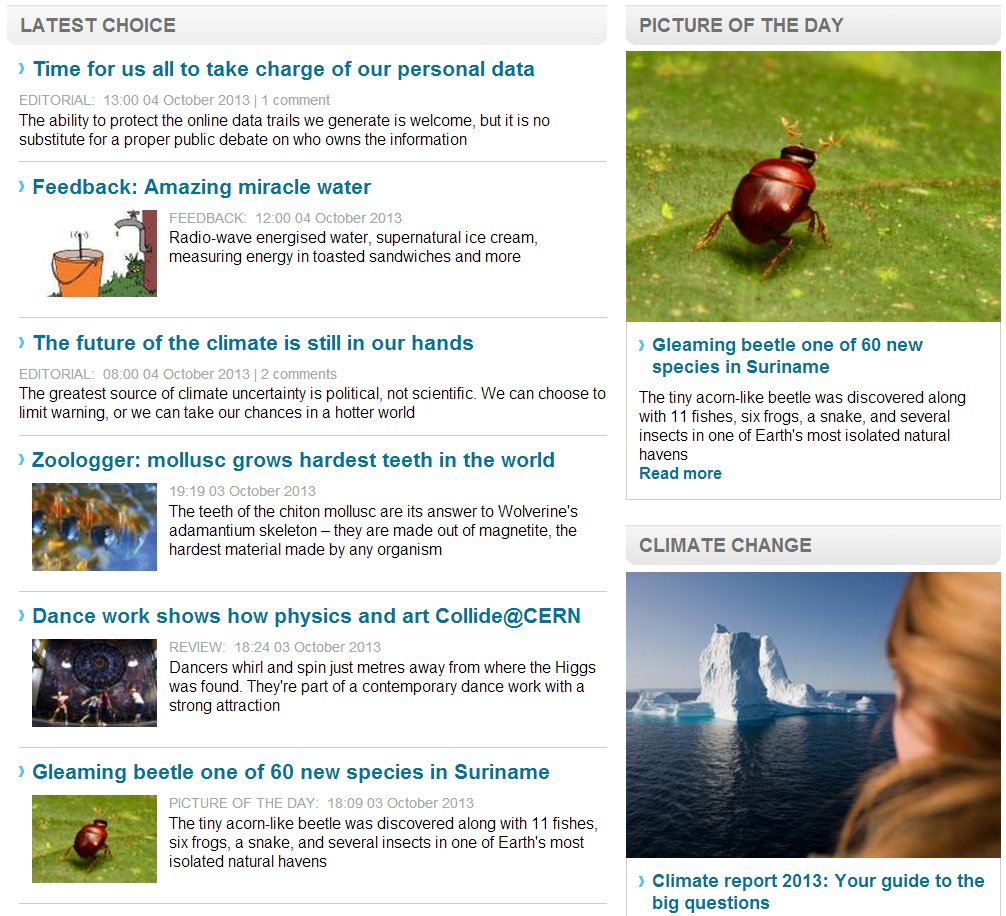 LATEST CHOICE
Time for us all to take charge of our personal data
EDITORIAL: 13:00 04 October 2013 | 1 comment
The ability to protect the online data trails we generate is welcome, but it is no
substitute for a proper public debate on who owns the information
Feedback: Amazing miracle water
FEEDBACK: 12:00 04 October 2013
Radio-wave energised water, supernatural ice cream,
measuring energy in toasted sandwiches and more
The future of the climate is still in our hands
EDITORIAL: 08:00 04 October 2013 | 2 comments
The greatest source of climate uncertainty is political, not scientific. We can choose to
limit warning, or we can take our chances in a hotter world
Zoologger: mollusc grows hardest teeth in the world
19:19 03 October 2013
The teeth of the chiton mollusc are its answer to Wolverine's
adamantium skeleton – they are made out of magnetite, the
hardest material made by any organism
Dance work shows how physics and art Collide@CERN
REVIEW: 18:24 03 October 2013
Dancers whirl and spin just metres away from where the Higgs
was found. They're part of a contemporary dance work with a
strong attraction
Gleaming beetle one of 60 new species in Suriname
PICTURE OF THE DAY: 18:09 03 October 2013
The tiny acorn-like beetle was discovered along with 11 fishes,
six frogs, a snake, and several insects in one of Earth's most
isolated natural havens
PICTURE OF THE DAY
Gleaming beetle one of 60 new
species in Suriname
The tiny acorn-like beetle was discovered along
with 11 fishes, six frogs, a snake, and several
insects in one of Earth's most isolated natural
havens
Read more
CLIMATE CHANGE
Climate report 2013: Your guide to the
big questions